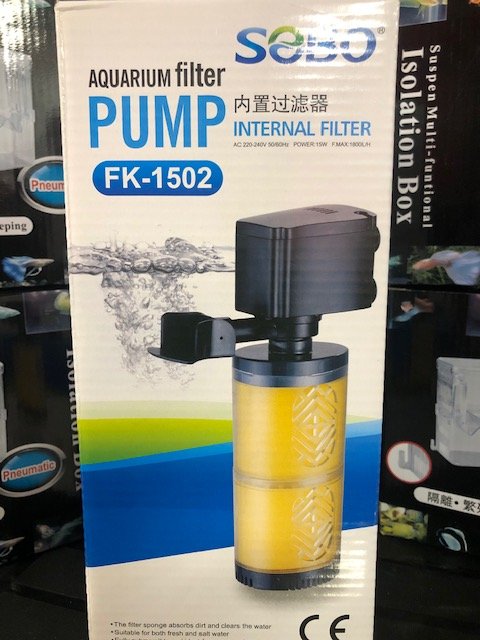 SOBO®
AQUARIUM filter
PUMP
内置过滤器
INTERNAL FILTER
AC 220-240V 50/60Hz POWER:15W F.MAX:1800L/H
FK-1502
•The filter sponge absorbs dirt and clears the water
•Suitable for both fresh and salt water
CE
Suspen Multi-funtional
Isolation Box
eping
Isolation Box
Pneumatic
隔離·繁